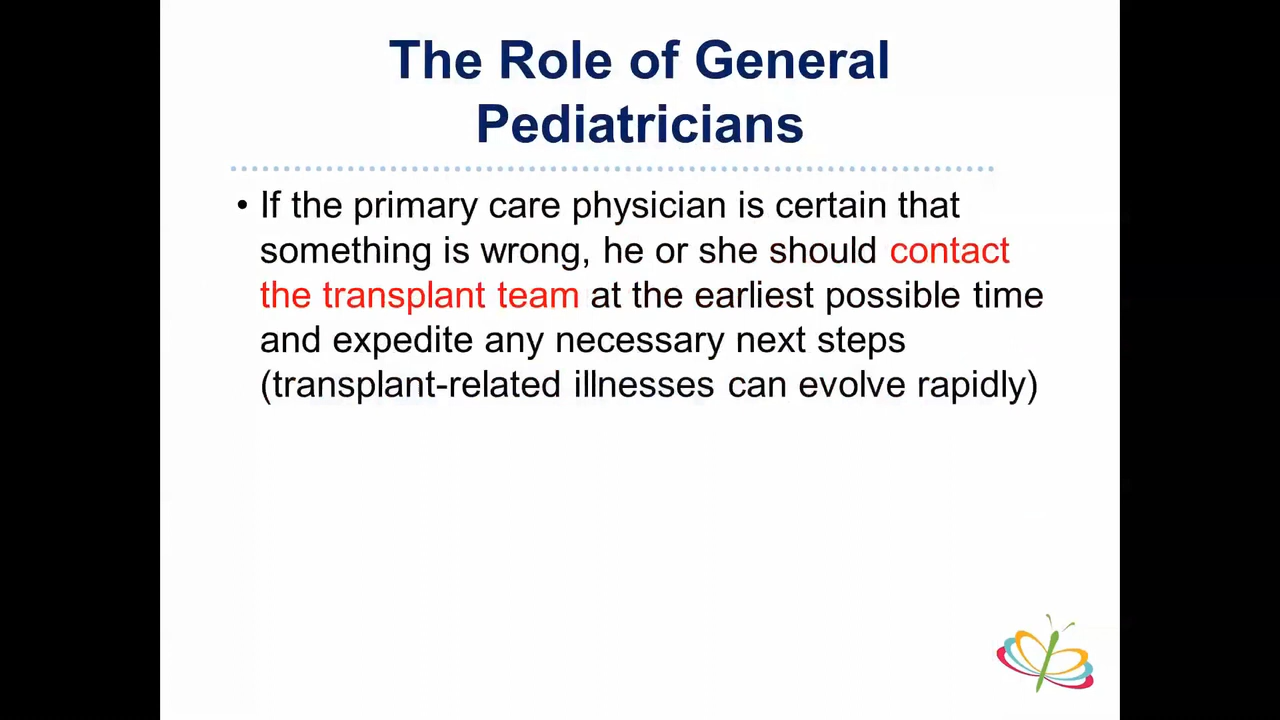 The Role of General
Pediatricians
• If the primary care physician is certain that
something is wrong, he or she should contact
the transplant team at the earliest possible time
and expedite any necessary next steps
(transplant-related illnesses can evolve rapidly)